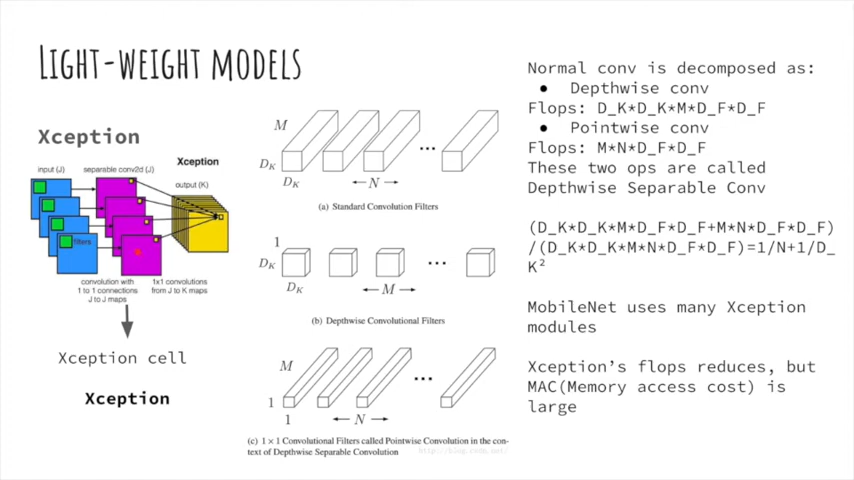 LIGHT-WEIGHT MODELS
Xception
Xception
input (J) separable conv2d (J)
output (K)
filters
convolution with
1 to 1 connections
J to J maps
1x1 convolutions
from J to K maps
Xception cell
Xception
M
D_K
D_K
...
N
(a) Standard Convolution Filters
1
D_K
D_K
...
M
(b) Depthwise Convolutional Filters
M
1
1
...
N
(c) 1 × 1 Convolutional Filters called Pointwise Convolution in the con-
text of Depthwise Separable Convolution
Normal conv is decomposed as:
● Depthwise conv
Flops: D_K*D_K*M*D_F*D_F
● Pointwise conv
Flops: M*N*D_F*D_F
These two ops are called
Depthwise Separable Conv
(D_K*D_K*M*D_F*D_F+M*N*D_F*D_F)
/(D_K*D_K*M*N*D_F*D_F)=1/N+1/D_
K²
MobileNet uses many Xception
modules
Xception's flops reduces, but
MAC(Memory access cost) is
large